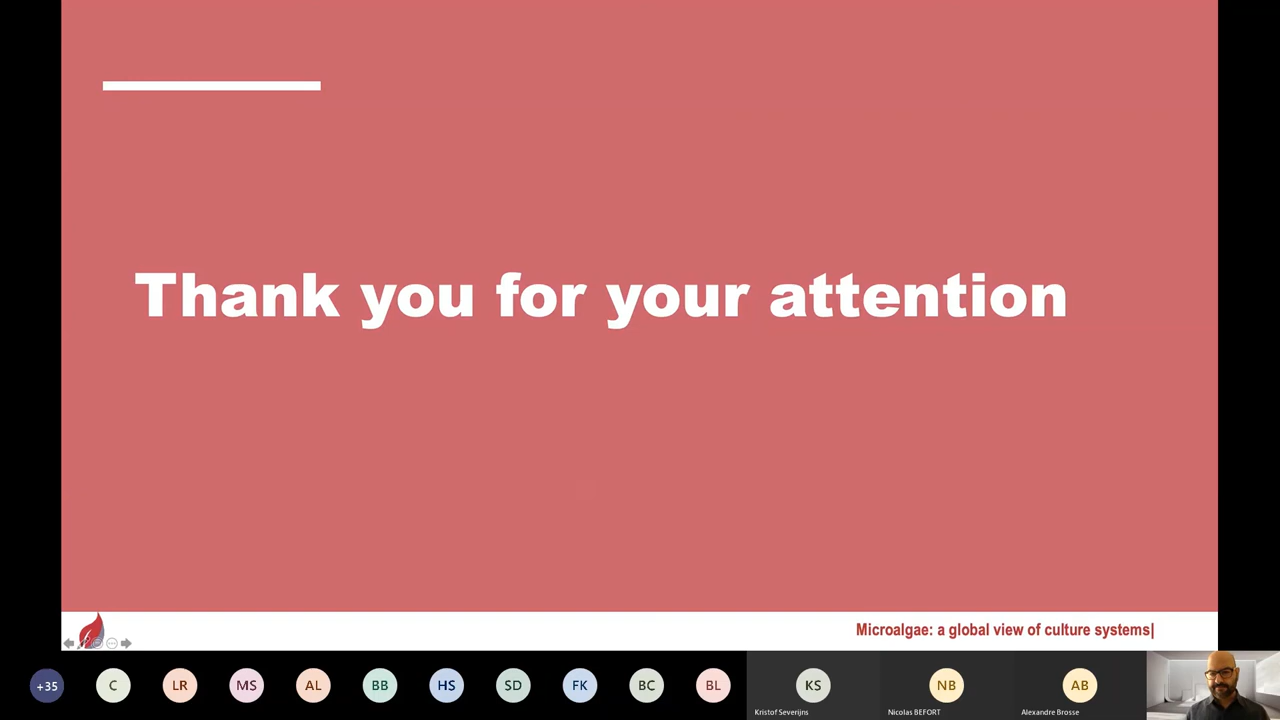 Thank you for your attention
Microalgae: a global view of culture systems|
+35
C
LR
MS
AL
BB
HS
SD
FK
BC
BL
KS
NB
AB
Kristof Severijns
Nicolas BEFORT
Alexandre Brosse